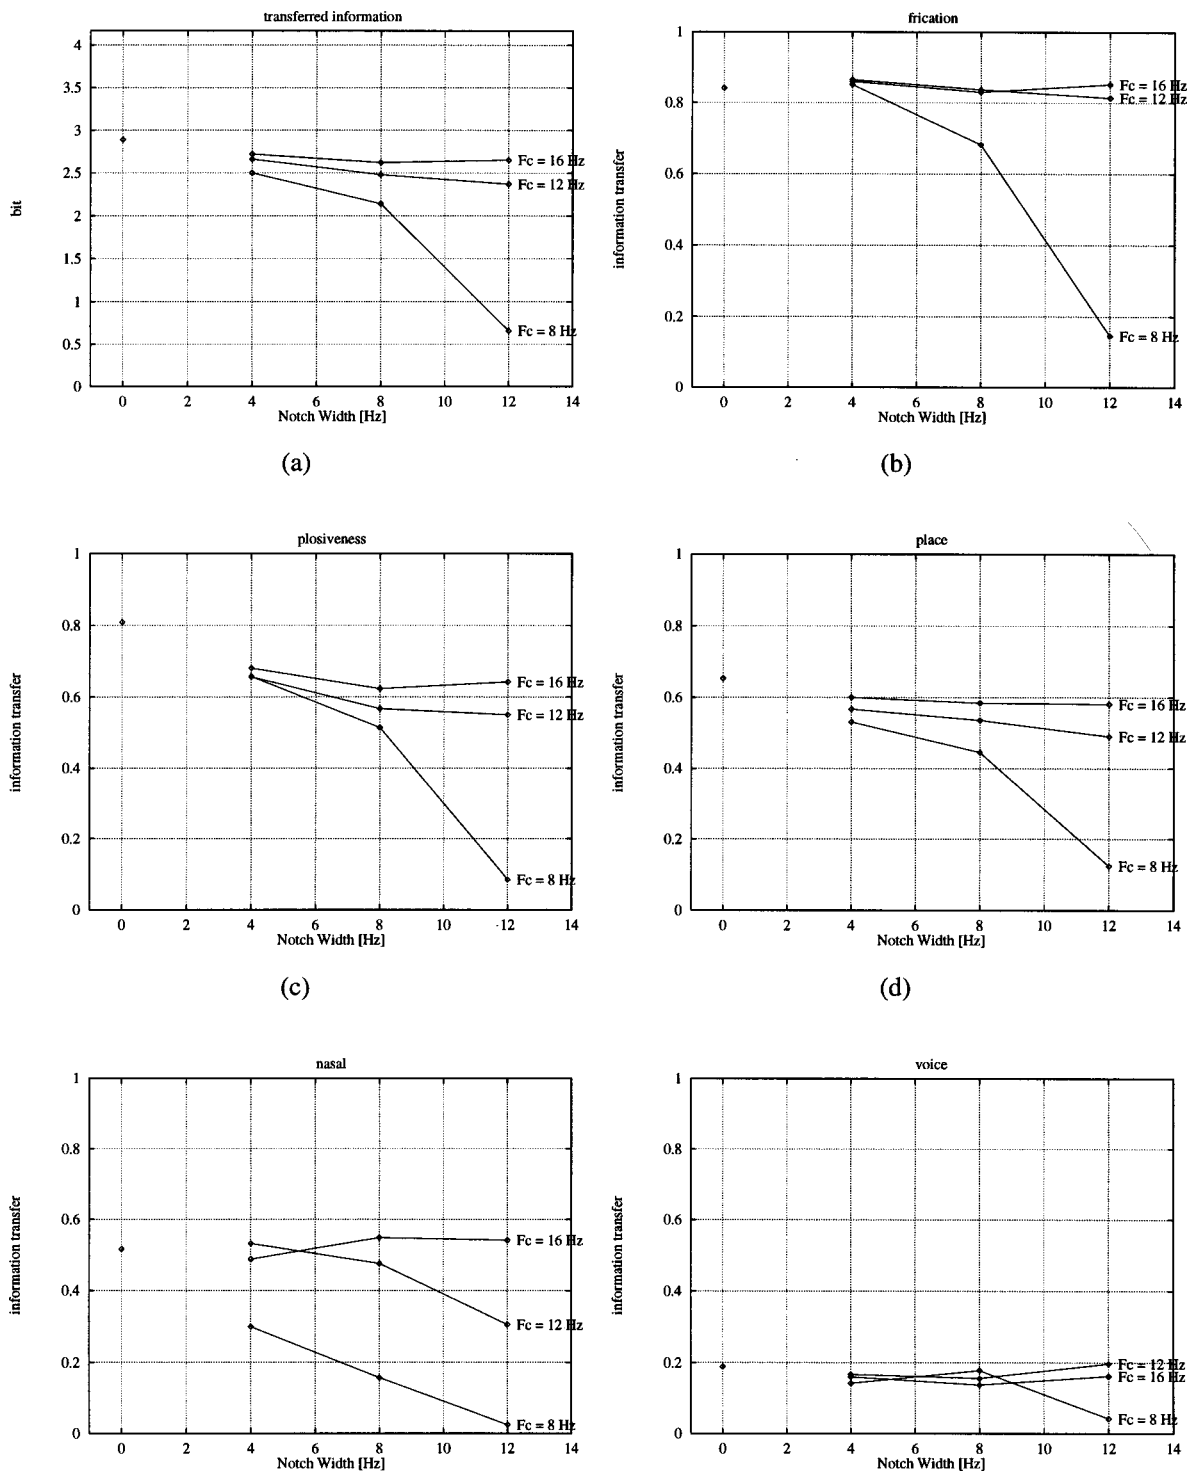 transferred information
4
3.5
3
2.5
2
1.5
1
0.5
0
bit
Fc = 16 Hz
Fc = 12 Hz
Fc = 8 Hz
0 2 4 6 8 10 12 14
Notch Width [Hz]
(a)
frication
1
0.8
0.6
0.4
0.2
0
information transfer
Fc = 16 Hz
Fc = 12 Hz
Fc = 8 Hz
0 2 4 6 8 10 12 14
Notch Width [Hz]
(b)
plosiveness
1
0.8
0.6
0.4
0.2
0
information transfer
Fc = 16 Hz
Fc = 12 Hz
Fc = 8 Hz
0 2 4 6 8 10 12 14
Notch Width [Hz]
(c)
place
1
0.8
0.6
0.4
0.2
0
information transfer
Fc = 16 Hz
Fc = 12 Hz
Fc = 8 Hz
0 2 4 6 8 10 12 14
Notch Width [Hz]
(d)
nasal
1
0.8
0.6
0.4
0.2
0
information transfer
Fc = 16 Hz
Fc = 12 Hz
Fc = 8 Hz
0 2 4 6 8 10 12 14
Notch Width [Hz]
voice
1
0.8
0.6
0.4
0.2
0
information transfer
Fc = 12 Hz
Fc = 16 Hz
Fc = 8 Hz
0 2 4 6 8 10 12 14
Notch Width [Hz]